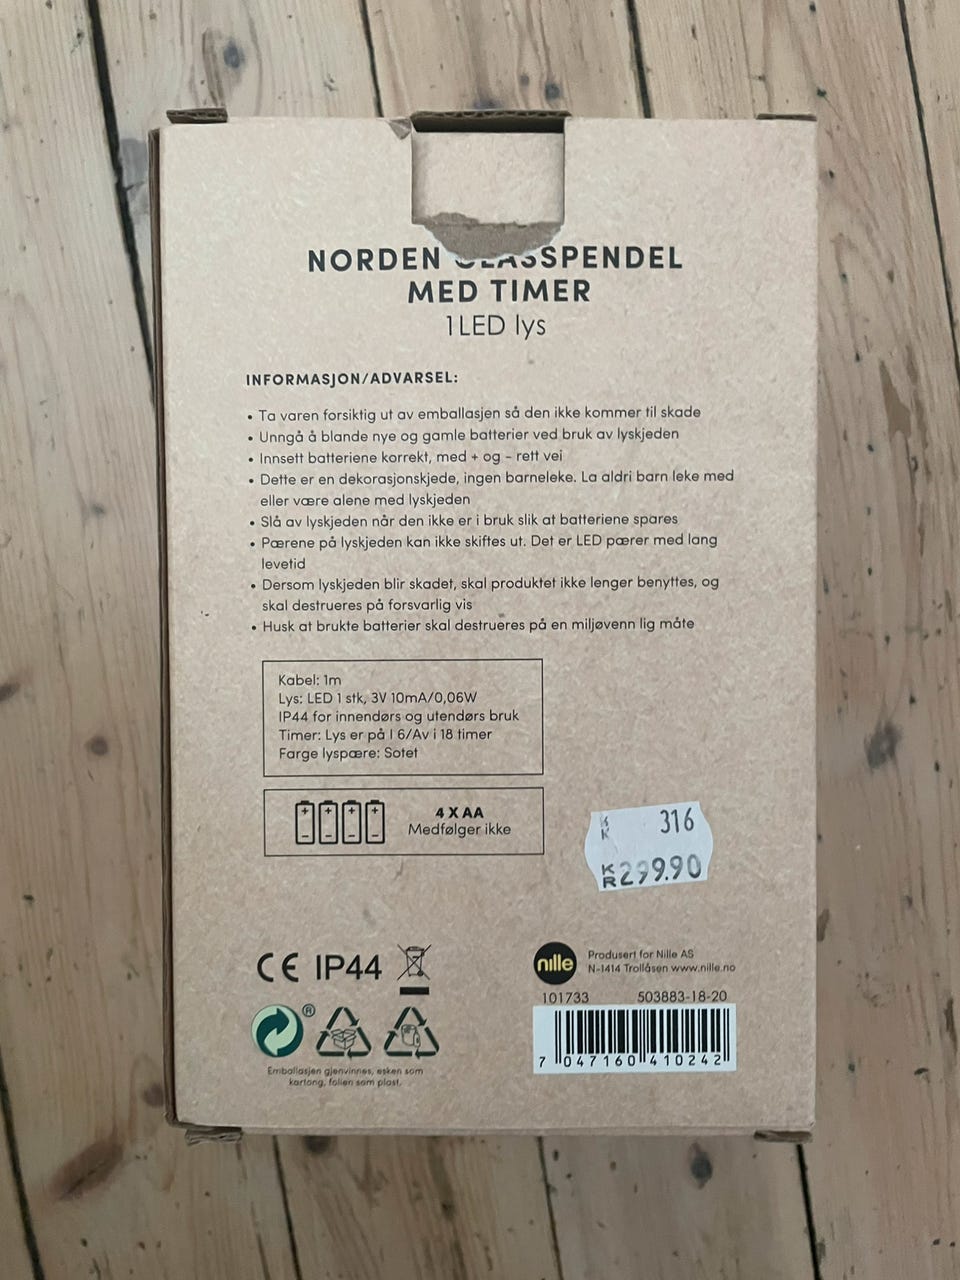 NORDEN GLASSPENDEL
MED TIMER
1 LED lys
INFORMASJON/ADVARSEL:
• Ta varen forsiktig ut av emballasjen så den ikke kommer til skade
• Unngå å blande nye og gamle batterier ved bruk av lyskjeden
• Innsett batteriene korrekt, med + og - rett vei
• Dette er en dekorasjonskjede, ingen barneleke. La aldri barn leke med
eller være alene med lyskjeden
• Slå av lyskjeden når den ikke er i bruk slik at batteriene spares
• Pærene på lyskjeden kan ikke skiftes ut. Det er LED pærer med lang
levetid
• Dersom lyskjeden blir skadet, skal produktet ikke lenger benyttes, og
skal destrueres på forsvarlig vis
• Husk at brukte batterier skal destrueres på en miljøvenn lig måte
Kabel: 1m
Lys: LED 1 stk, 3V 10mA/0,06W
IP44 for innendørs og utendørs bruk
Timer: Lys er på I 6/Av i 18 timer
Farge lyspære: Sotet
4 X AA
Medfølger ikke
316
KR 299.90
CE IP44
nille
Produsert for Nille AS
N-1414 Trollåsen www.nille.no
101733 503883-18-20
7 047160 410242
Emballasjen gjenvinnes, esken som
kartong, folien som plast.